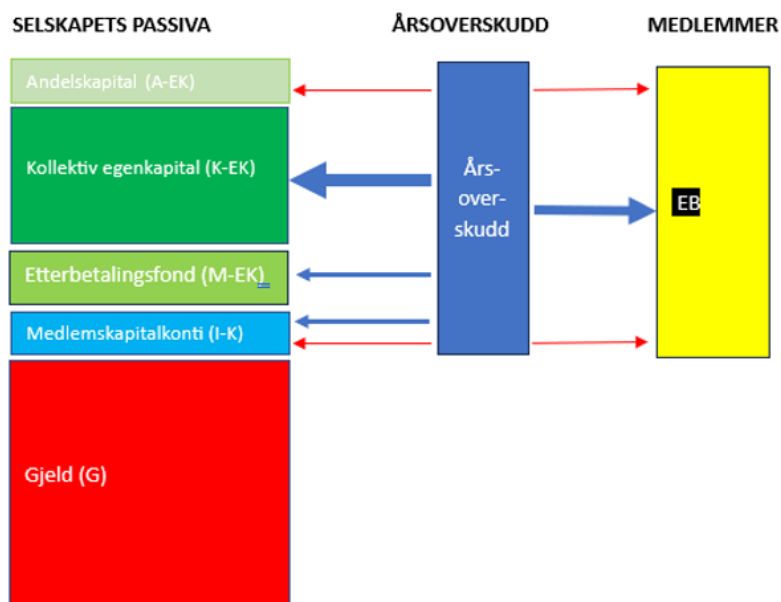 SELSKAPETS PASSIVA
ÅRSOVERSKUDD
MEDLEMMER
Andelskapital (A-EK)
Kollektiv egenkapital (K-EK)
Års-
over-
skudd
EB
Etterbetalingsfond (M-EK)
Medlemskapitalkonti (I-K)
Gjeld (G)